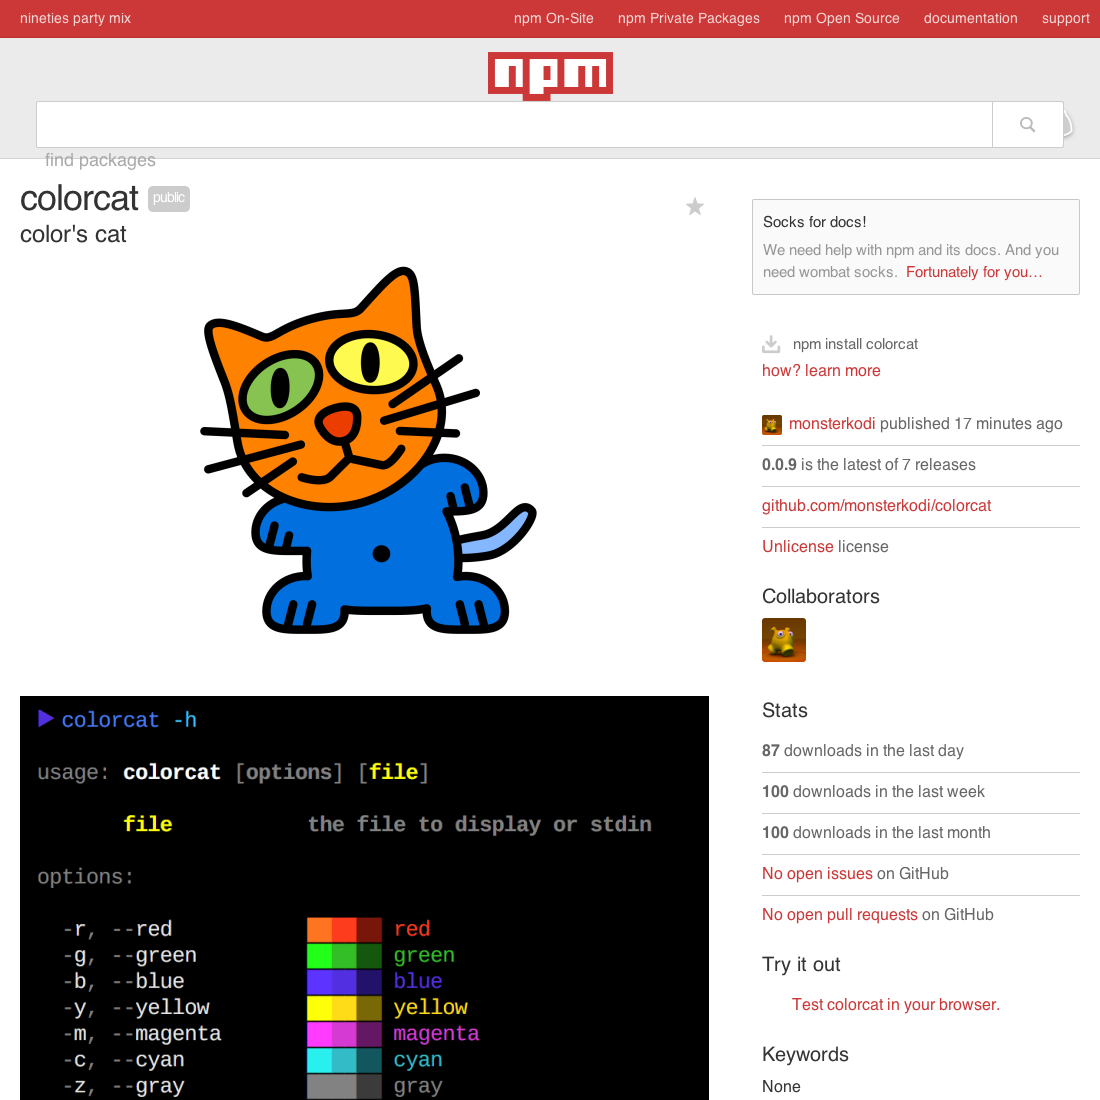 nineties party mix
npm On-Site npm Private Packages npm Open Source documentation support
npm
find packages
colorcat public
color's cat
Socks for docs!
We need help with npm and its docs. And you
need wombat socks. Fortunately for you…
npm install colorcat
how? learn more
monsterkodi published 17 minutes ago
0.0.9 is the latest of 7 releases
github.com/monsterkodi/colorcat
Unlicense license
Collaborators
Stats
87 downloads in the last day
100 downloads in the last week
100 downloads in the last month
No open issues on GitHub
No open pull requests on GitHub
Try it out
Test colorcat in your browser.
Keywords
None
colorcat -h
usage: colorcat [options] [file]
file the file to display or stdin
options:
-r, --red red
-g, --green green
-b, --blue blue
-y, --yellow yellow
-m, --magenta magenta
-c, --cyan cyan
-z, --gray gray